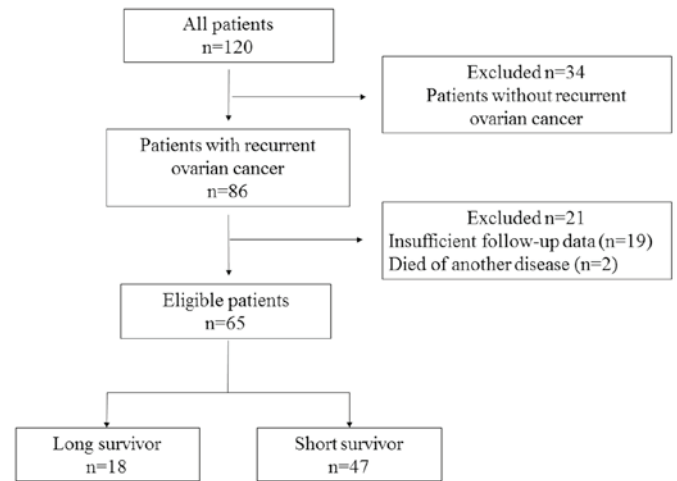 All patients
n=120
Excluded n=34
Patients without recurrent
ovarian cancer
Patients with recurrent
ovarian cancer
n=86
Excluded n=21
Insufficient follow-up data (n=19)
Died of another disease (n=2)
Eligible patients
n=65
Long survivor
n=18
Short survivor
n=47